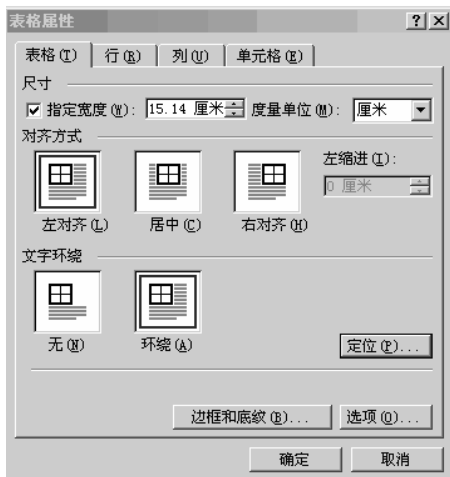 表格属性 ? ×
表格(T) 行(R) 列(U) 单元格(E)
尺寸
指定宽度(W): 15.14 厘米 度量单位(M): 厘米
对齐方式
左缩进(I):
0 厘米
左对齐(L) 居中(C) 右对齐(H)
文字环绕
无(N) 环绕(A) 定位(P)...
边框和底纹(B)... 选项(O)...
确定 取消